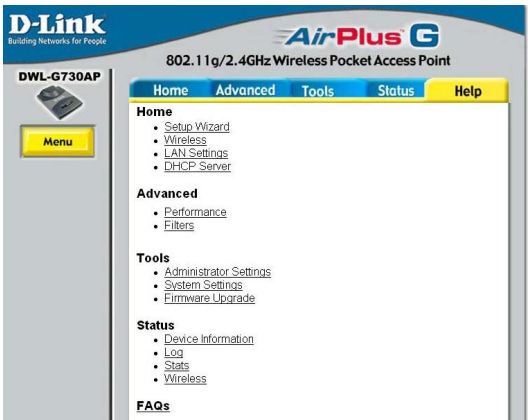 D-Link
Building Networks for People
AirPlus G
802.11g/2.4GHz Wireless Pocket Access Point
DWL-G730AP
Menu
Home Advanced Tools Status Help
Home
Setup Wizard
Wireless
LAN Settings
DHCP Server
Advanced
Performance
Filters
Tools
Administrator Settings
System Settings
Firmware Upgrade
Status
Device Information
Log
Stats
Wireless
FAQs